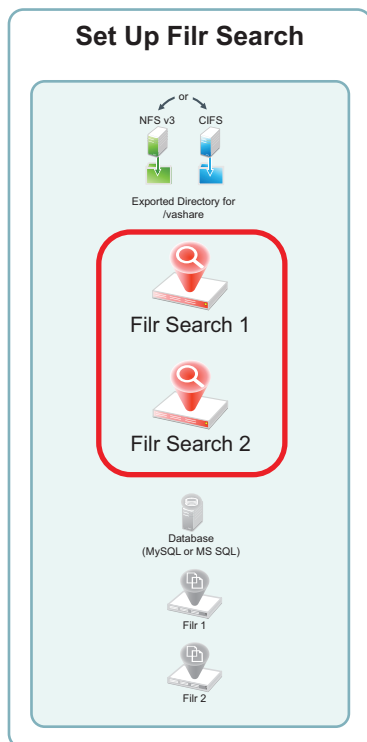 Set Up Filr Search
or
NFS v3 CIFS
Exported Directory for
/vashare
Filr Search 1
Filr Search 2
Database
(MySQL or MS SQL)
Filr 1
Filr 2